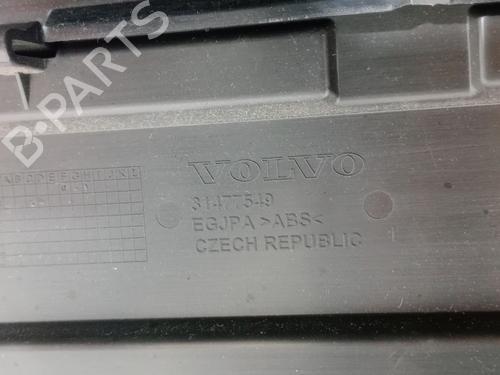 B-PARTS
VOLVO
31477549
EGJPA >ABS<
CZECH REPUBLIC